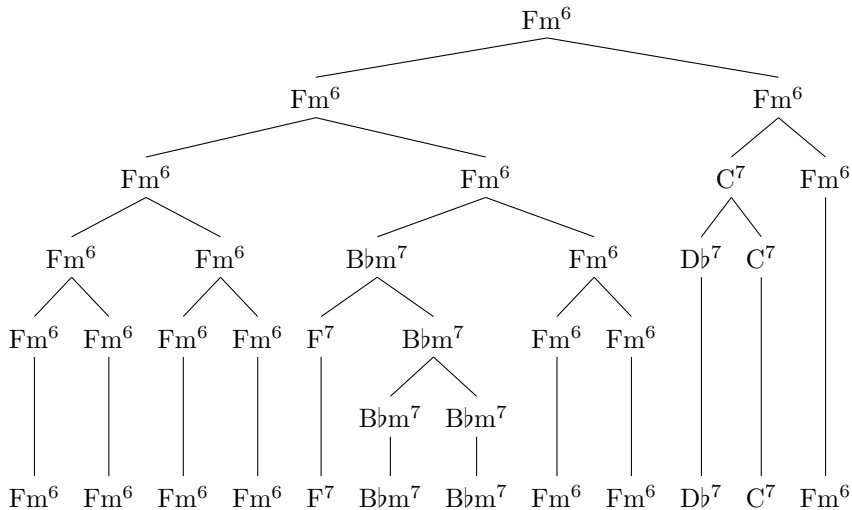 Fm⁶
Fm⁶ Fm⁶
Fm⁶ Fm⁶ C⁷ Fm⁶
Fm⁶ Fm⁶ B♭m⁷ Fm⁶ D♭⁷ C⁷
Fm⁶ Fm⁶ Fm⁶ Fm⁶ F⁷ B♭m⁷ Fm⁶ Fm⁶
B♭m⁷ B♭m⁷
Fm⁶ Fm⁶ Fm⁶ Fm⁶ F⁷ B♭m⁷ B♭m⁷ Fm⁶ Fm⁶ D♭⁷ C⁷ Fm⁶